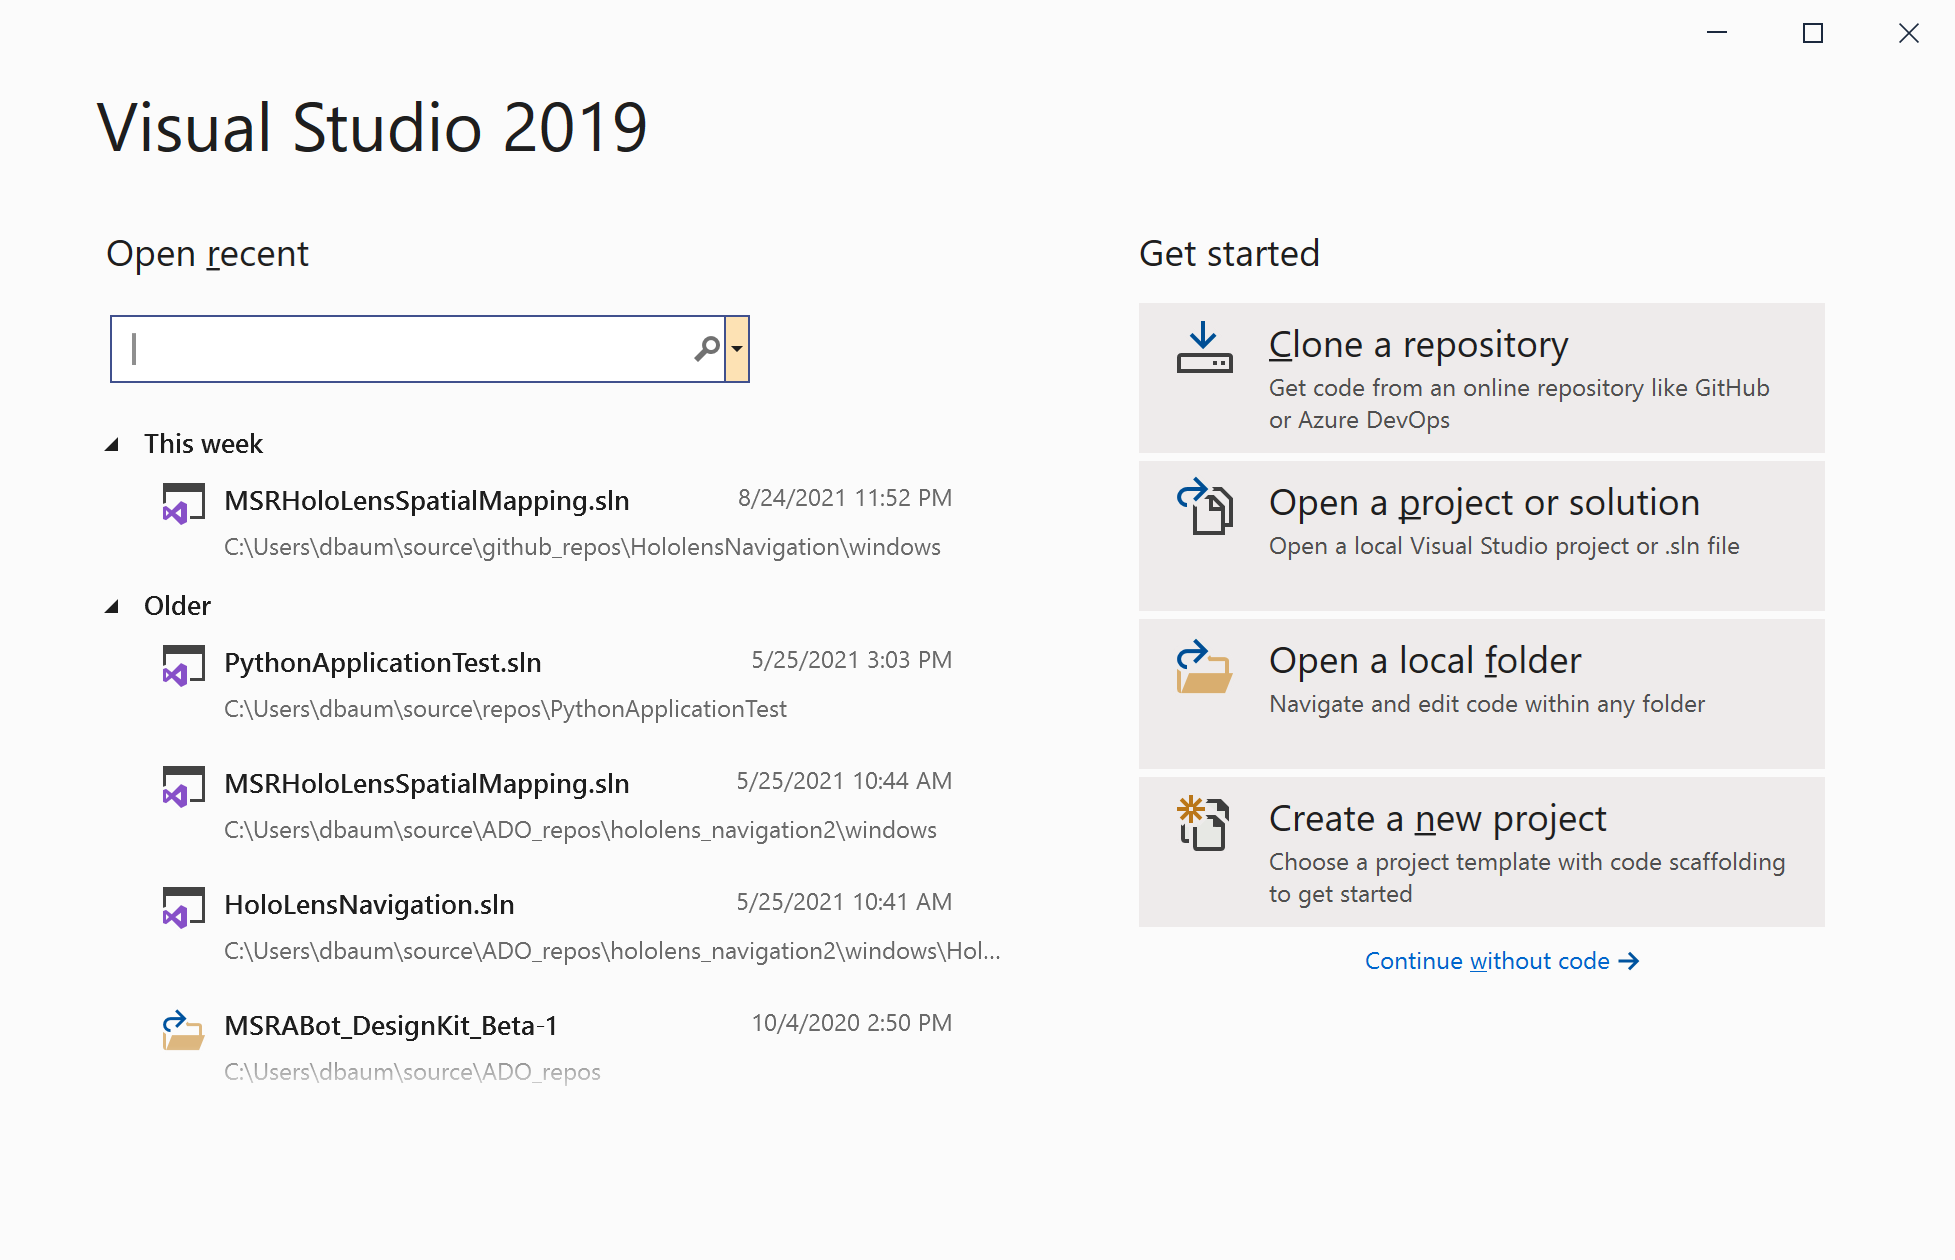 Visual Studio 2019
Open recent
This week
MSRHoloLensSpatialMapping.sln 8/24/2021 11:52 PM
C:\Users\dbaum\source\github_repos\HololensNavigation\windows
Older
PythonApplicationTest.sln 5/25/2021 3:03 PM
C:\Users\dbaum\source\repos\PythonApplicationTest
MSRHoloLensSpatialMapping.sln 5/25/2021 10:44 AM
C:\Users\dbaum\source\ADO_repos\hololens_navigation2\windows
HoloLensNavigation.sln 5/25/2021 10:41 AM
C:\Users\dbaum\source\ADO_repos\hololens_navigation2\windows\Hol...
MSRABot_DesignKit_Beta-1 10/4/2020 2:50 PM
C:\Users\dbaum\source\ADO_repos
Get started
Clone a repository
Get code from an online repository like GitHub
or Azure DevOps
Open a project or solution
Open a local Visual Studio project or .sln file
Open a local folder
Navigate and edit code within any folder
Create a new project
Choose a project template with code scaffolding
to get started
Continue without code →